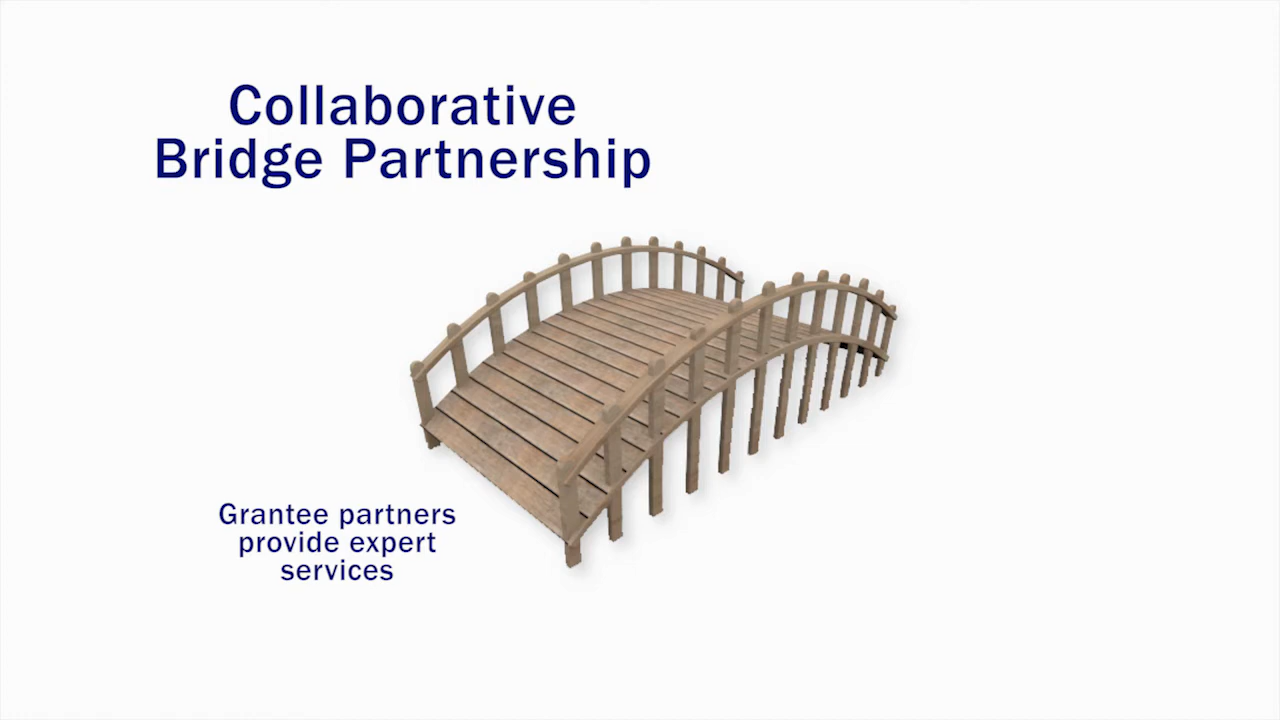 Collaborative
Bridge Partnership
Grantee partners
provide expert
services